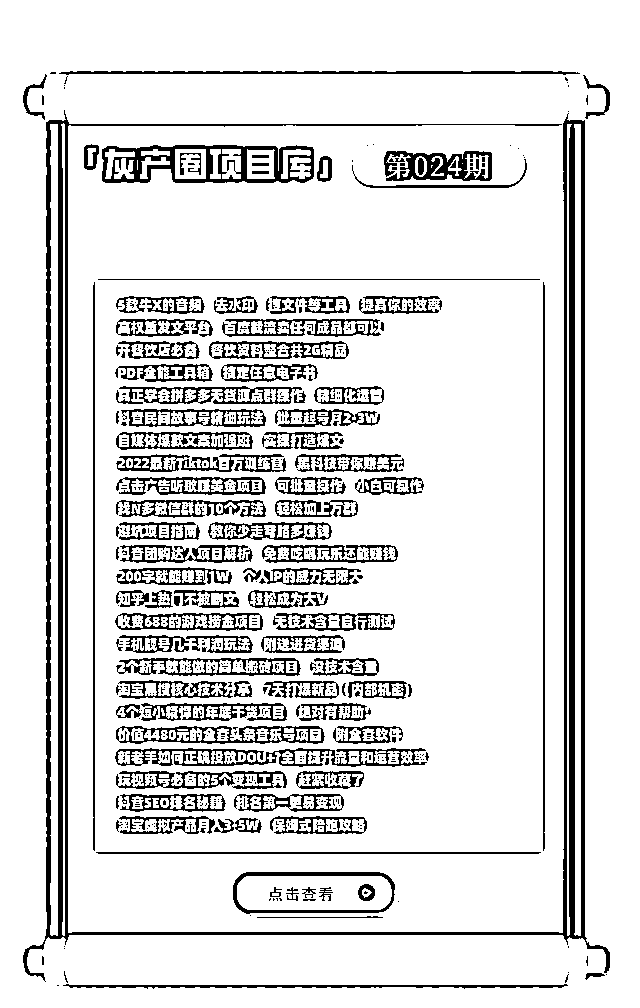 「灰产圈项目库」 第024期
5款牛X的音频 去水印 搜文件等工具 提高你的效率
高权重发文平台 百度截流卖任何成品都可以
开餐饮店必备 餐饮资料整合共2G精品
PDF全能工具箱 搞定任意电子书
真正学会拼多多无货源店群操作 精细化运营
抖音民间故事号精细玩法 批量起号月2-3W
自媒体爆款文案加强班 实操打造爆文
2022最新Tiktok百万训练营 黑科技带你赚美元
点击广告听歌赚美金项目 可批量操作 小白可操作
找N多微信群的10个方法 轻松加上万群
避坑项目指南 教你少走弯路多赚钱
抖音团购达人项目解析 免费吃喝玩乐还能赚钱
200字就能赚到1W 个人IP的威力无限大
知乎上热门不被删文 轻松成为大V
收费688的游戏掘金项目 无技术含量自行测试
手机靓号几千利润玩法 附送进货渠道
2个新手就能做的简单搬砖项目 没技术含量
淘宝黑搜核心技术分享 7天打爆新品(内部机密)
4个短小精悍的年底干货项目 绝对有帮助
价值4480元的全套头条音乐号项目 附全套软件
新老手如何正确投放DOU+?全面提升流量和运营效率
玩视频号必备的5个变现工具 赶紧收藏了
抖音SEO排名秘籍 排名第一单易变现
淘宝虚拟产品月入3-5W 保姆式陪跑攻略
点击查看